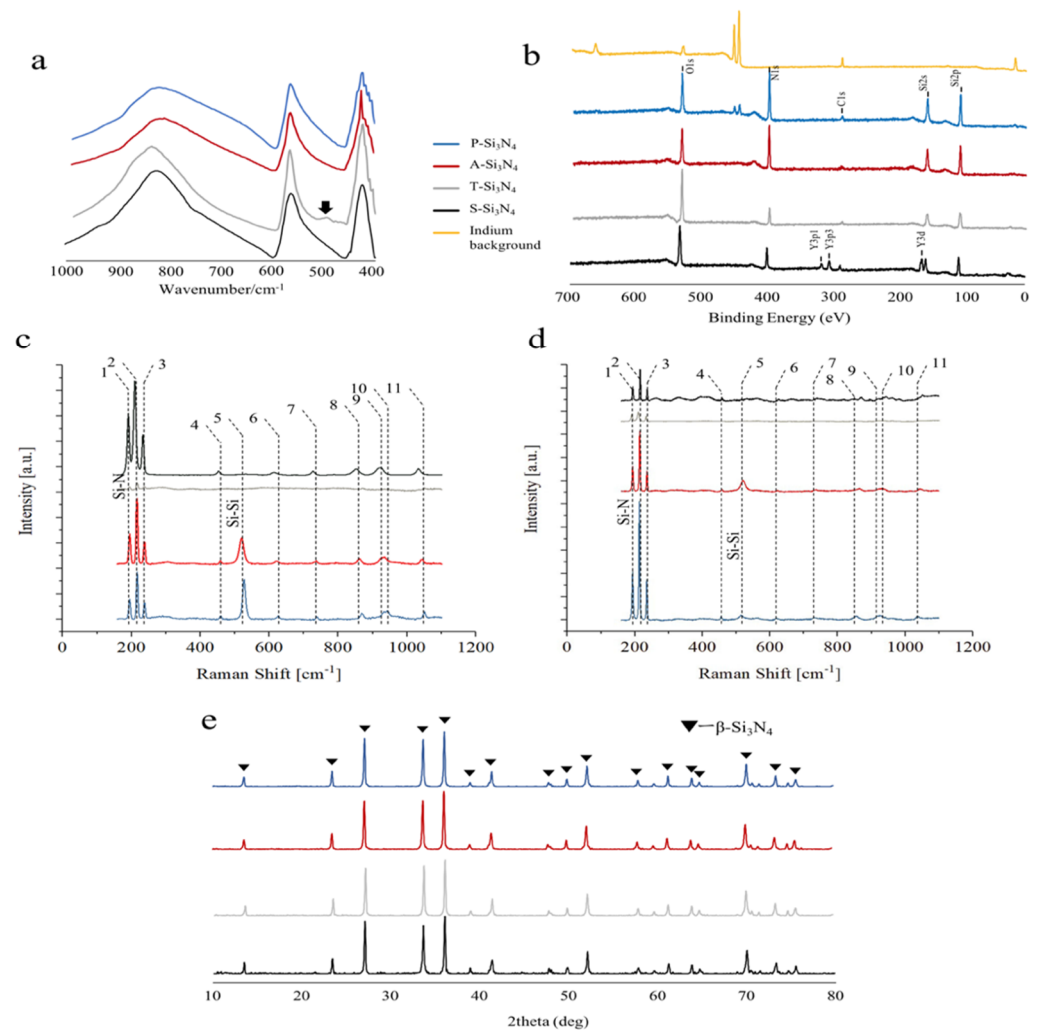 a
P-Si₃N₄
A-Si₃N₄
T-Si₃N₄
S-Si₃N₄
Indium
background
1000 900 800 700 600 500 400
Wavenumber/cm⁻¹
b
O1s
N1s
C1s
Si2s
Si2p
Y3p1
Y3p3
Y3d
700 600 500 400 300 200 100 0
Binding Energy (eV)
c
1 2 3 4 5 6 7 8 9 10 11
Si-N
Si-Si
Intensity [a.u.]
0 200 400 600 800 1000 1200
Raman Shift [cm⁻¹]
d
1 2 3 4 5 6 7 8 9 10 11
Si-N
Si-Si
Intensity [a.u.]
0 200 400 600 800 1000 1200
Raman Shift [cm⁻¹]
e
β-Si₃N₄
10 20 30 40 50 60 70 80
2theta (deg)